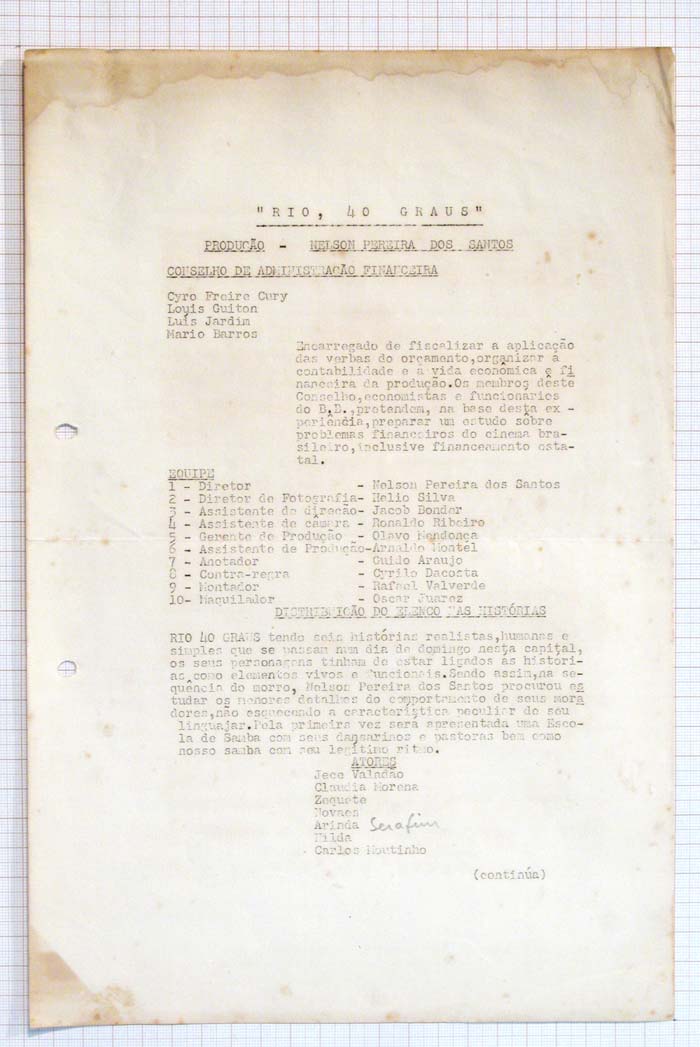 "RIO, 40 GRAUS"
PRODUCÃO - NELSON PEREIRA DOS SANTOS
CONSELHO DE ADMINISTRAÇÃO FINANCEIRA
Cyro Freire Cury
Louis Guiton
Luis Jardim
Mario Barros
Encarregado de fiscalizar a aplicação
das verbas do orçamento,organizar a
contabilidade e a vida economica e fi
nanceira da produção.Os membros deste
Conselho,economistas e funcionarios
do B.B.,pretendem, na base desta ex -
periência,preparar um estudo sobre
problemas financeiros do cinema bra-
sileiro,inclusive financeamento esta-
tal.
EQUIPE
1 - Diretor - Nelson Pereira dos Santos
2 - Diretor de Fotografia- Helio Silva
3 - Assistente de direção- Jacob Bonder
4 - Assistente de câmara - Ronaldo Ribeiro
5 - Gerente de Produção - Olavo Mendonça
6 - Assistente de Produção-Arnaldo Montel
7 - Anotador - Guido Araujo
8 - Contra-regra - Cyrilo Dacosta
9 - Montador - Rafael Valverde
10- Maquilador - Oscar Juarez
DISTRIBUIÇÃO DO ELENCO NAS HISTÓRIAS
RIO 40 GRAUS tendo seis histórias realistas,humanas e
simples que se passam num dia de domingo nesta capital,
os seus personagens tinham de estar ligados as histori-
as como elementos vivos e funcionais.Sendo assim,na se-
quência do morro, Nelson Pereira dos Santos procurou es
tudar os menores detalhes do comportamento de seus mora
dores,não esquecendo a caracteristica peculiar de seu
linguajar.Pela primeira vez será apresentada uma Esco-
la de Samba com seus dansarinos e pastoras bem como
nosso samba com seu legitimo ritmo.
ATORES
Jece Valadão
Claudia Morena
Zequete
Novaes
Arinda Serafim
Nilda
- Carlos Moutinho
(continúa)